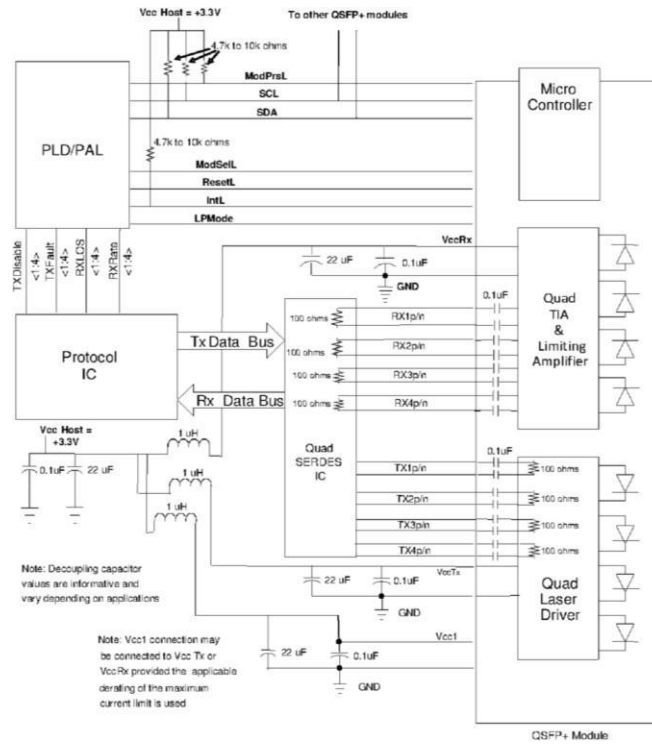 Vcc Host = +3.3V
To other QSFP+ modules
4.7k to 10k ohms
ModPrsL
SCL
SDA
Micro
Controller
PLD/PAL
4.7k to 10k ohms
ModSelL
ResetL
IntL
LPMode
TXDisable
<1:4>
TXFault
<1:4>
RXLOS
<1:4>
RXRate
<1:4>
VccRx
22 uF
0.1uF
GND
Protocol
IC
Tx Data Bus
Rx Data Bus
100 ohms
100 ohms
100 ohms
100 ohms
RX1p/n
RX2p/n
RX3p/n
RX4p/n
0.1uF
Quad
TIA
&
Limiting
Amplifier
Vcc Host =
+3.3V
0.1uF
22 uF
1 uH
1 uH
1 uH
Quad
SERDES
IC
TX1p/n
TX2p/n
TX3p/n
TX4p/n
0.1uF
100 ohms
100 ohms
100 ohms
100 ohms
Quad
Laser
Driver
VccTx
22 uF
0.1uF
GND
Note: Decoupling capacitor
values are informative and
vary depending on applications
Note: Vcc1 connection may
be connected to Vcc Tx or
VccRx provided the applicable
derating of the maximum
current limit is used
Vcc1
22 uF
0.1uF
GND
QSFP+ Module